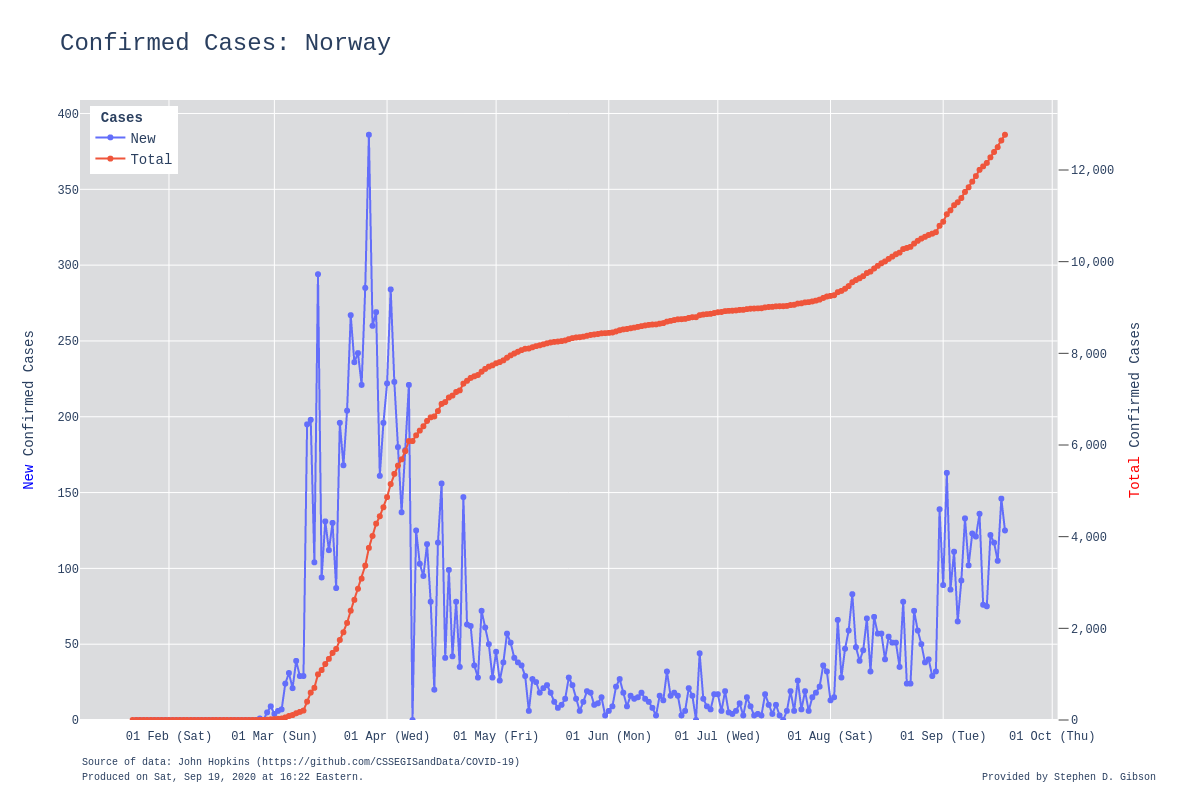 Confirmed Cases: Norway
Cases
New
Total
400
350
300
250
200
150
100
50
0
New Confirmed Cases
12,000
10,000
8,000
6,000
4,000
2,000
0
Total Confirmed Cases
01 Feb (Sat) 01 Mar (Sun) 01 Apr (Wed) 01 May (Fri) 01 Jun (Mon) 01 Jul (Wed) 01 Aug (Sat) 01 Sep (Tue) 01 Oct (Thu)
Source of data: John Hopkins (https://github.com/CSSEGISandData/COVID-19)
Produced on Sat, Sep 19, 2020 at 16:22 Eastern.
Provided by Stephen D. Gibson